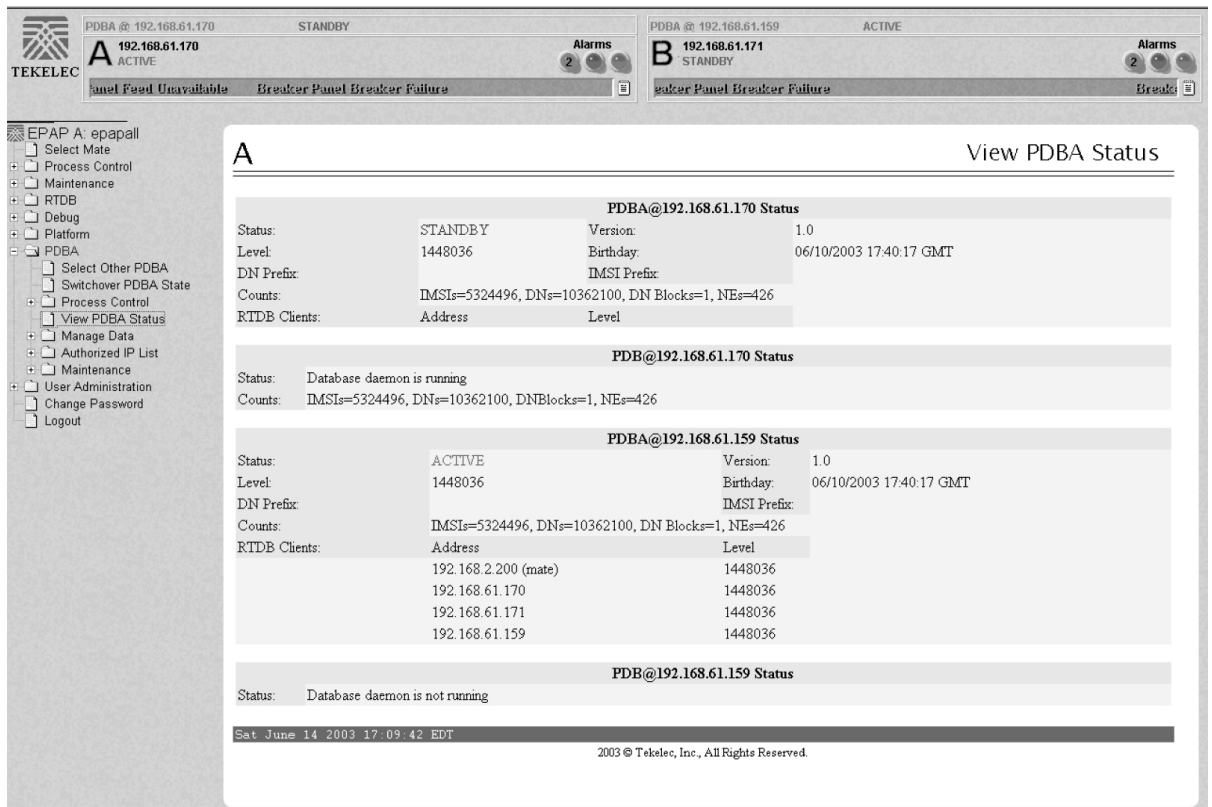 PDBA @ 192.168.61.170 STANDBY
PDBA @ 192.168.61.159 ACTIVE
TEKELEC
A 192.168.61.170
ACTIVE
Alarms
2
anel Feed Unavailable Breaker Panel Breaker Failure
B 192.168.61.171
STANDBY
Alarms
2
eaker Panel Breaker Failure Breake
EPAP A: epapall
Select Mate
Process Control
Maintenance
RTDB
Debug
Platform
PDBA
Select Other PDBA
Switchover PDBA State
Process Control
View PDBA Status
Manage Data
Authorized IP List
Maintenance
User Administration
Change Password
Logout
A View PDBA Status
PDBA@192.168.61.170 Status
Status: STANDBY Version: 1.0
Level: 1448036 Birthday: 06/10/2003 17:40:17 GMT
DN Prefix: IMSI Prefix:
Counts: IMSIs=5324496, DNs=10362100, DN Blocks=1, NEs=426
RTDB Clients: Address Level
PDB@192.168.61.170 Status
Status: Database daemon is running
Counts: IMSIs=5324496, DNs=10362100, DNBlocks=1, NEs=426
PDBA@192.168.61.159 Status
Status: ACTIVE Version: 1.0
Level: 1448036 Birthday: 06/10/2003 17:40:17 GMT
DN Prefix: IMSI Prefix:
Counts: IMSIs=5324496, DNs=10362100, DN Blocks=1, NEs=426
RTDB Clients: Address Level
192.168.2.200 (mate) 1448036
192.168.61.170 1448036
192.168.61.171 1448036
192.168.61.159 1448036
PDB@192.168.61.159 Status
Status: Database daemon is not running
Sat June 14 2003 17:09:42 EDT
2003 © Tekelec, Inc., All Rights Reserved.